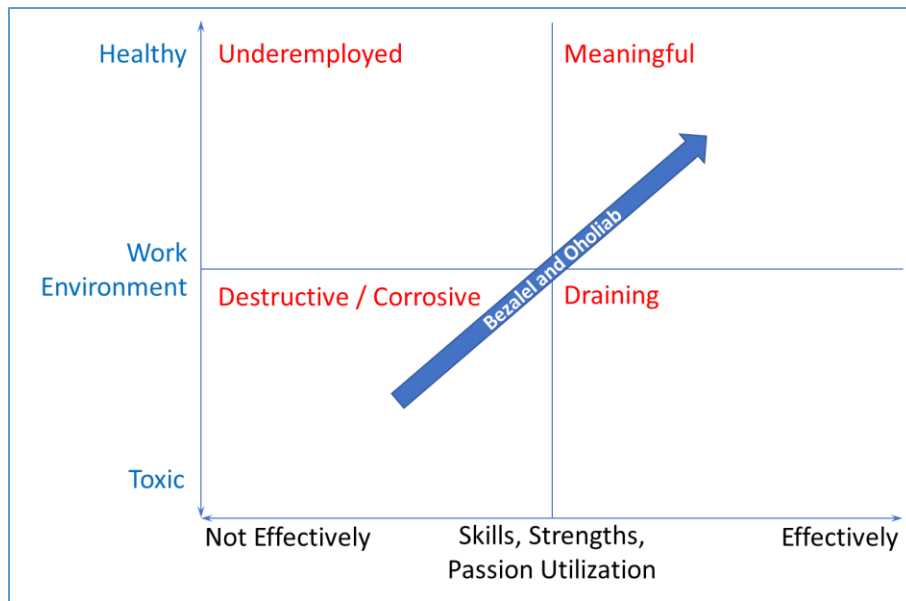 Healthy
Underemployed
Meaningful
Work
Environment
Destructive / Corrosive
Draining
Bezalel and Oholiab
Toxic
Not Effectively
Skills, Strengths,
Passion Utilization
Effectively